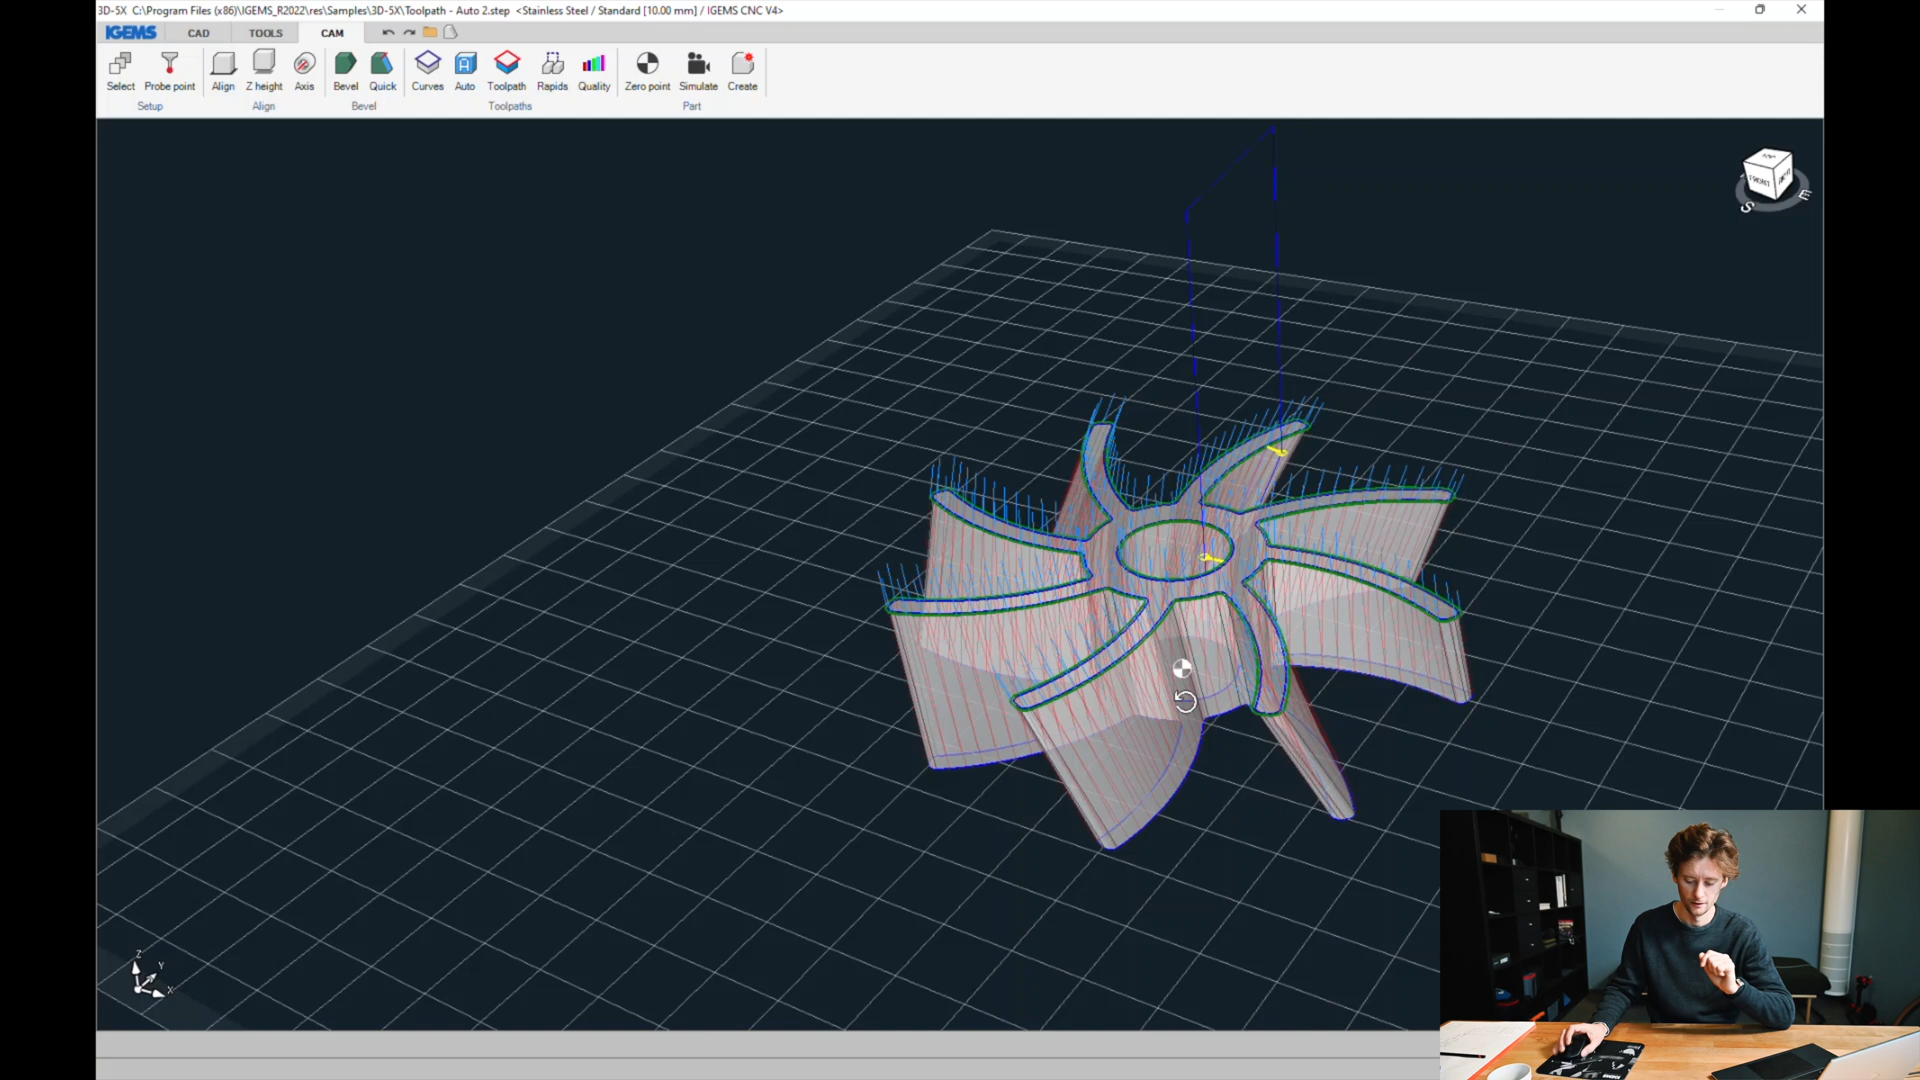 3D-5X C:\Program Files (x86)\IGEMS_R2022\res\Samples\3D-5X\Toolpath - Auto 2.step <Stainless Steel / Standard [10.00 mm] / IGEMS CNC V4>
IGEMS CAD TOOLS CAM
Select Probe point Align Z height Axis Bevel Quick Curves Auto Toolpath Rapids Quality Zero point Simulate Create
Setup Align Bevel Toolpaths Part
FRONT
S E
Z
Y
X